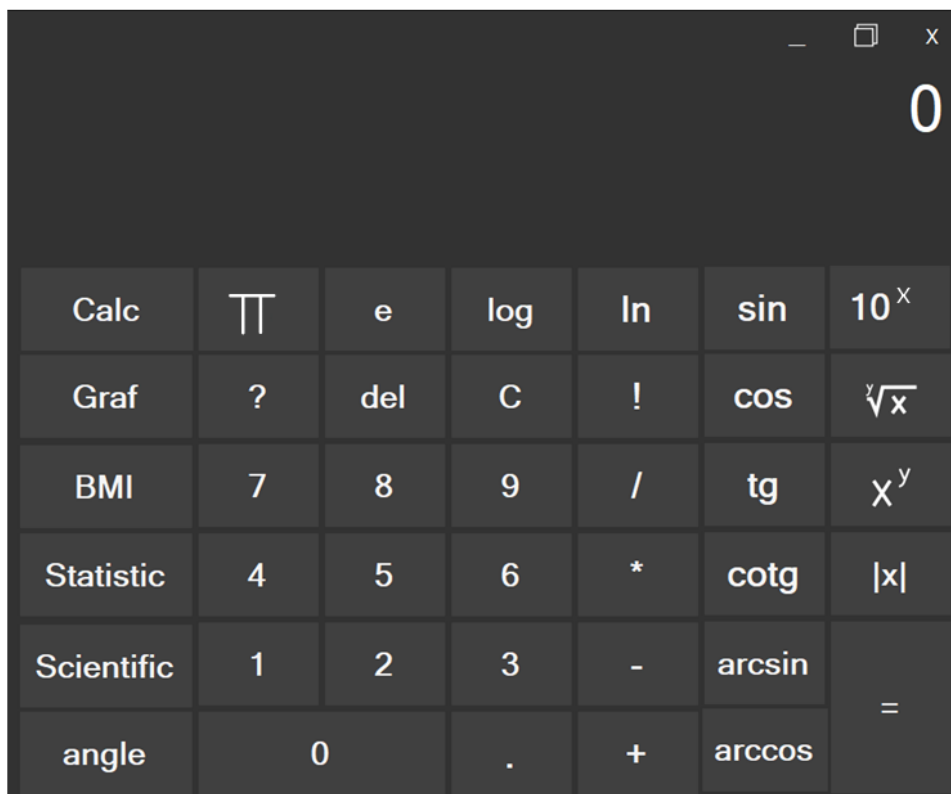 _ X
0
Calc ∏ e log ln sin 10^x
Graf ? del C ! cos ʸ√x
BMI 7 8 9 / tg x^y
Statistic 4 5 6 * cotg |x|
Scientific 1 2 3 - arcsin
=
angle 0 . + arccos